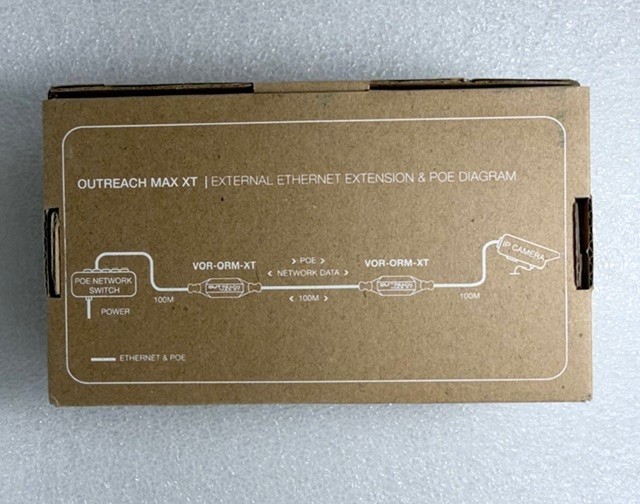 OUTREACH MAX XT | EXTERNAL ETHERNET EXTENSION & POE DIAGRAM
IP CAMERA
VOR-ORM-XT
> POE >
VOR-ORM-XT
< NETWORK DATA >
POE NETWORK
SWITCH
100M
< 100M >
100M
POWER
ETHERNET & POE